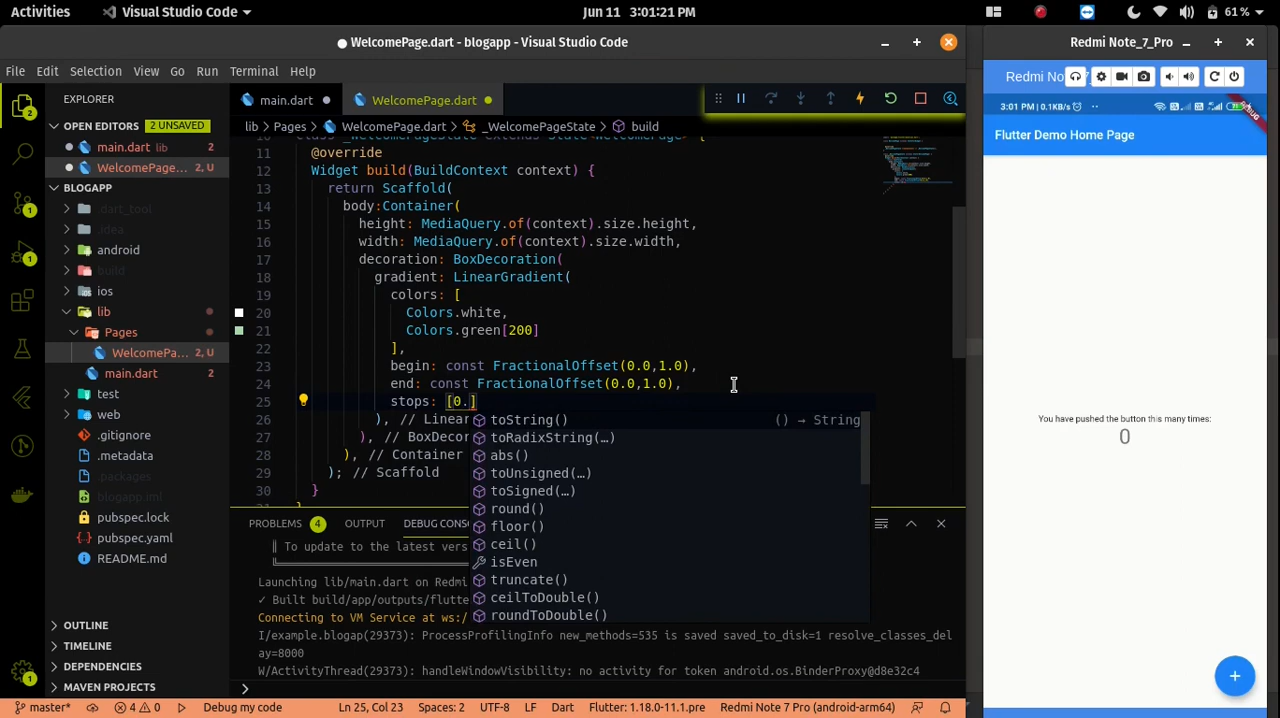 Activities
Visual Studio Code
Jun 11 3:01:21 PM
61 %
WelcomePage.dart - blogapp - Visual Studio Code
Redmi Note_7_Pro
File Edit Selection View Go Run Terminal Help
Redmi No
EXPLORER
main.dart
WelcomePage.dart
3:01 PM | 0.1KB/s
OPEN EDITORS 2 UNSAVED
lib > Pages > WelcomePage.dart > _WelcomePageState > build
Flutter Demo Home Page
main.dart lib 2
11 @override
WelcomePage... 2, U
12 Widget build(BuildContext context) {
BLOGAPP
13 return Scaffold(
.dart_tool
14 body:Container(
.idea
15 height: MediaQuery.of(context).size.height,
android
16 width: MediaQuery.of(context).size.width,
build
17 decoration: BoxDecoration(
ios
18 gradient: LinearGradient(
lib
19 colors: [
20 Colors.white,
Pages
21 Colors.green[200]
WelcomePa... 2, U
22 ],
main.dart 2
23 begin: const FractionalOffset(0.0,1.0),
test
24 end: const FractionalOffset(0.0,1.0),
web
25 stops: [0.]
.gitignore
26 ), // Linea
27 ), // BoxDecor
28 ), // Container
29 ); // Scaffold
30 }
toString() () → String
toRadixString(…)
abs()
toUnsigned(…)
toSigned(…)
round()
floor()
ceil()
isEven
truncate()
ceilToDouble()
roundToDouble()
.metadata
.packages
blogapp.iml
pubspec.lock
pubspec.yaml
README.md
You have pushed the button this many times:
0
PROBLEMS 4 OUTPUT DEBUG CONS
To update to the latest vers
Launching lib/main.dart on Redmi
✓ Built build/app/outputs/flutte
Connecting to VM Service at ws:/
I/example.blogap(29373): ProcessProfilingInfo new_methods=535 is saved saved_to_disk=1 resolve_classes_del
ay=8000
W/ActivityThread(29373): handleWindowVisibility: no activity for token android.os.BinderProxy@d8e32c4
OUTLINE
TIMELINE
DEPENDENCIES
MAVEN PROJECTS
master* 4 0 Debug my code Ln 25, Col 23 Spaces: 2 UTF-8 LF Dart Flutter: 1.18.0-11.1.pre Redmi Note 7 Pro (android-arm64)